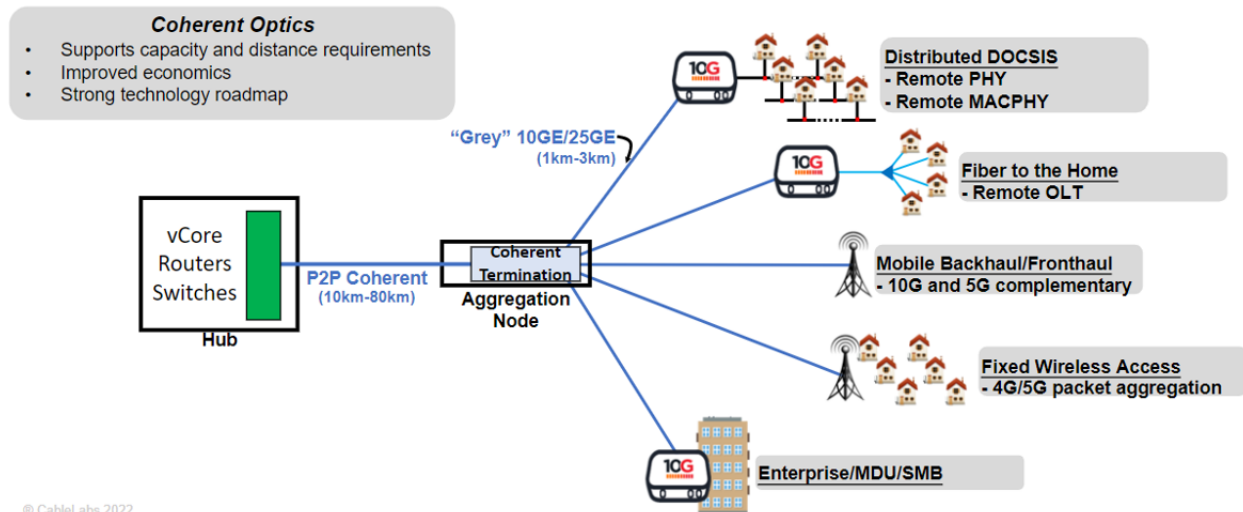 Coherent Optics
• Supports capacity and distance requirements
• Improved economics
• Strong technology roadmap
10G
Distributed DOCSIS
- Remote PHY
- Remote MACPHY
"Grey" 10GE/25GE
(1km-3km)
10G
Fiber to the Home
- Remote OLT
vCore
Routers
Switches
Hub
P2P Coherent
(10km-80km)
Coherent
Termination
Aggregation
Node
Mobile Backhaul/Fronthaul
- 10G and 5G complementary
Fixed Wireless Access
- 4G/5G packet aggregation
10G
Enterprise/MDU/SMB
® CableLabs 2022